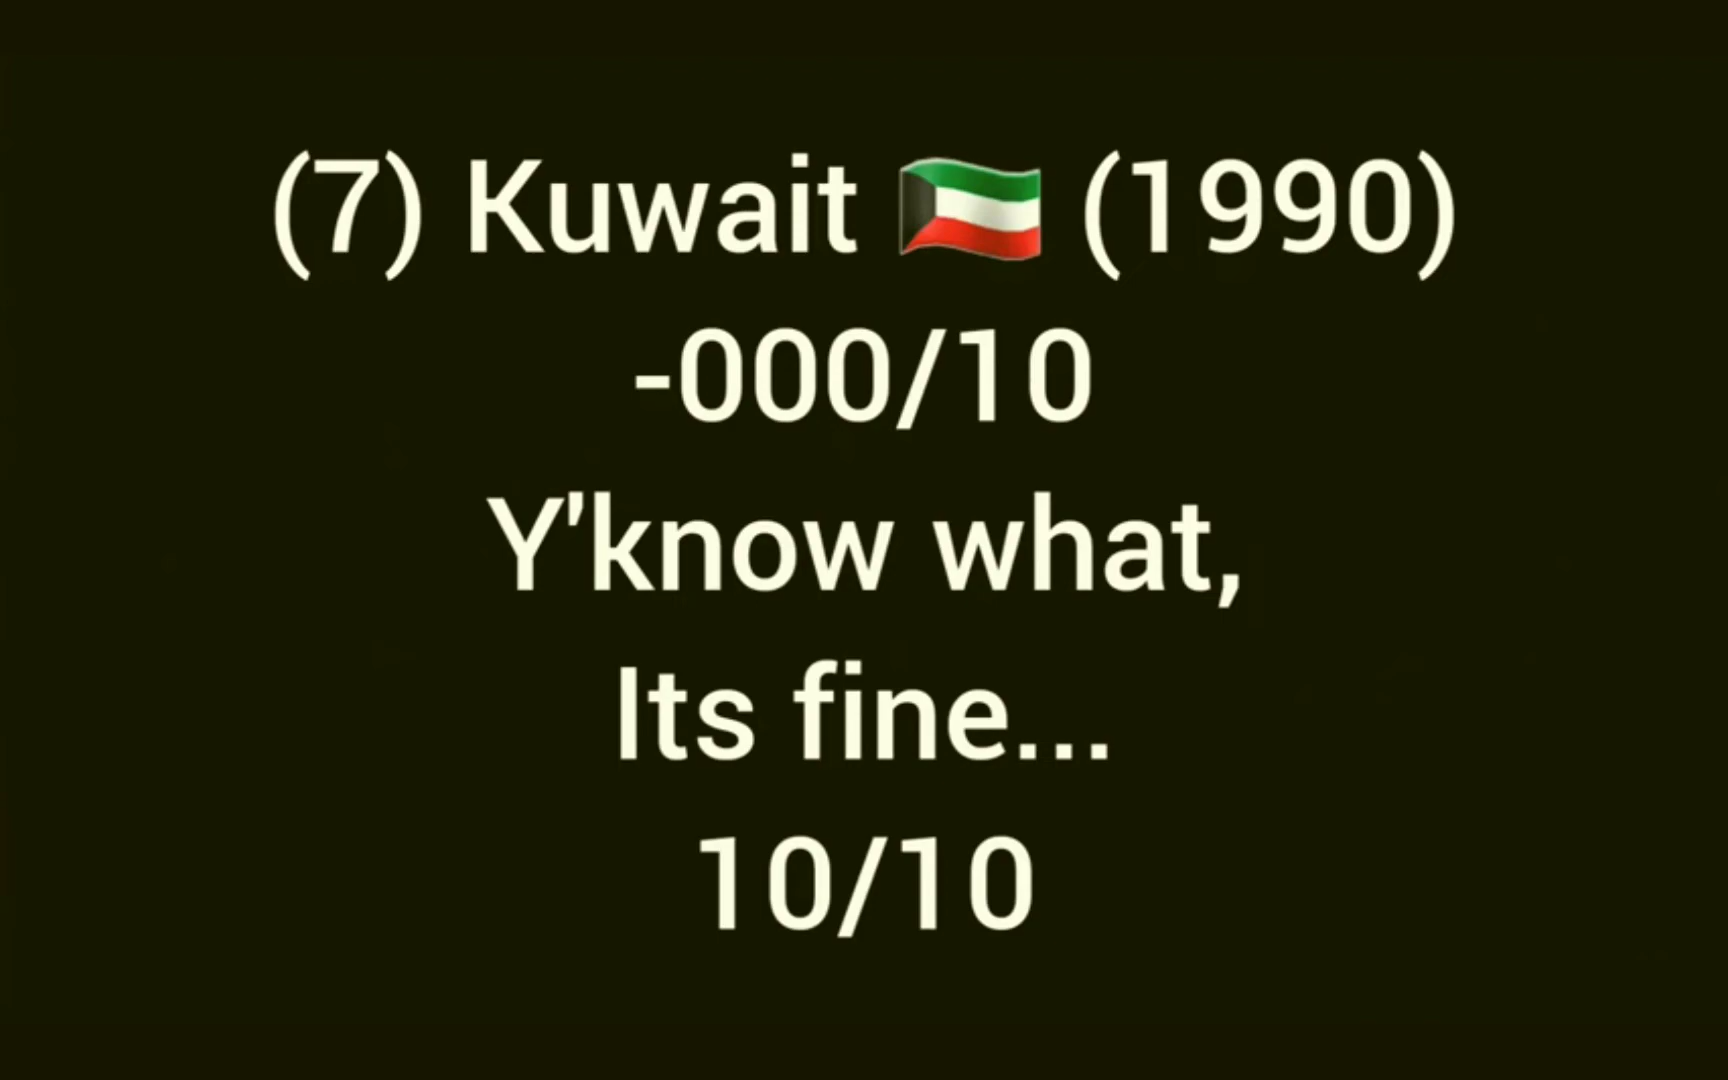 (7) Kuwait 🇰🇼 (1990)
-000/10
Y'know what,
Its fine...
10/10